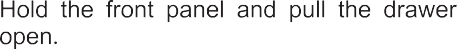 Hold the front panel and pull the drawer
open.